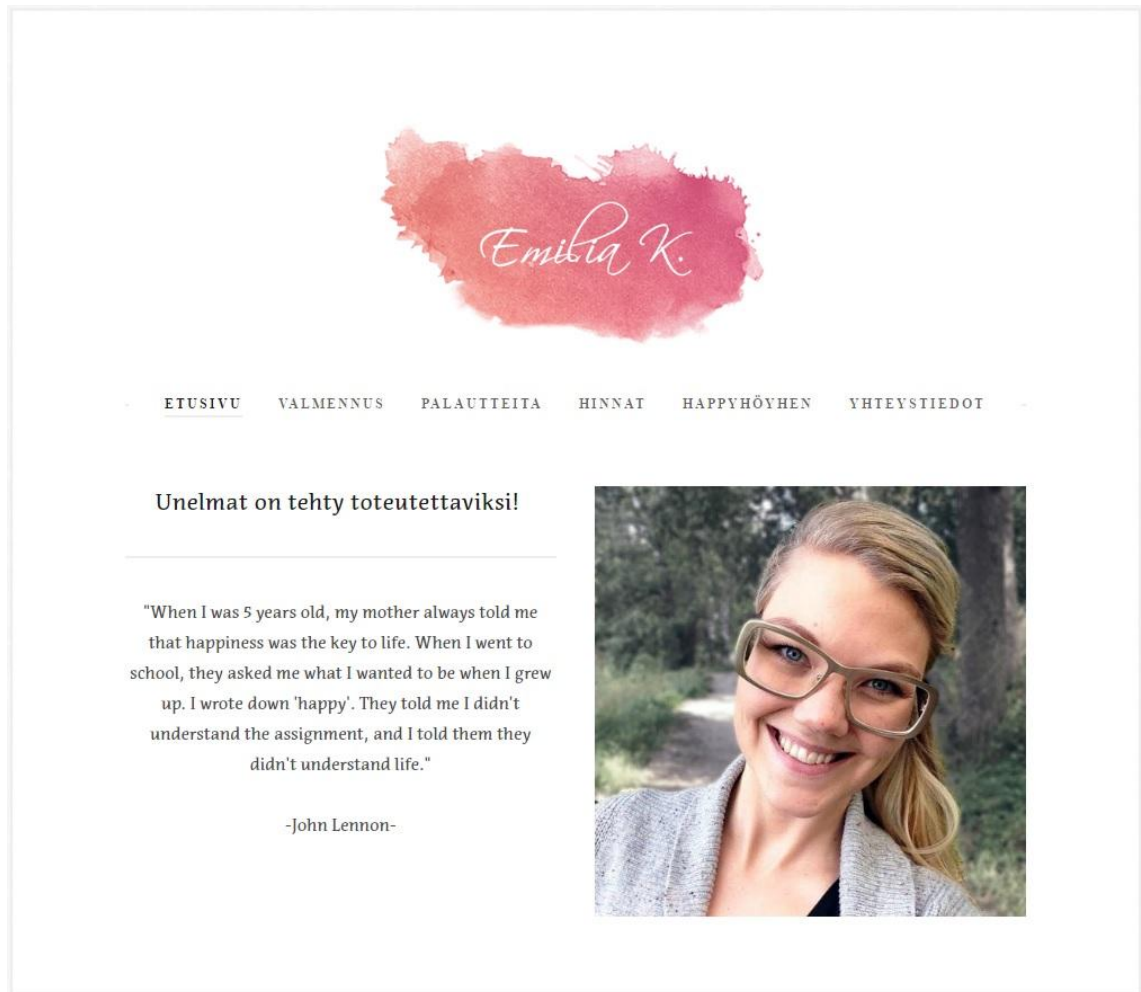 Emilia K.
ETUSIVU VALMENNUS PALAUTTEITA HINNAT HAPPYHÖYHEN YHTEYSTIEDOT
Unelmat on tehty toteutettaviksi!
"When I was 5 years old, my mother always told me
that happiness was the key to life. When I went to
school, they asked me what I wanted to be when I grew
up. I wrote down 'happy'. They told me I didn't
understand the assignment, and I told them they
didn't understand life."
-John Lennon-